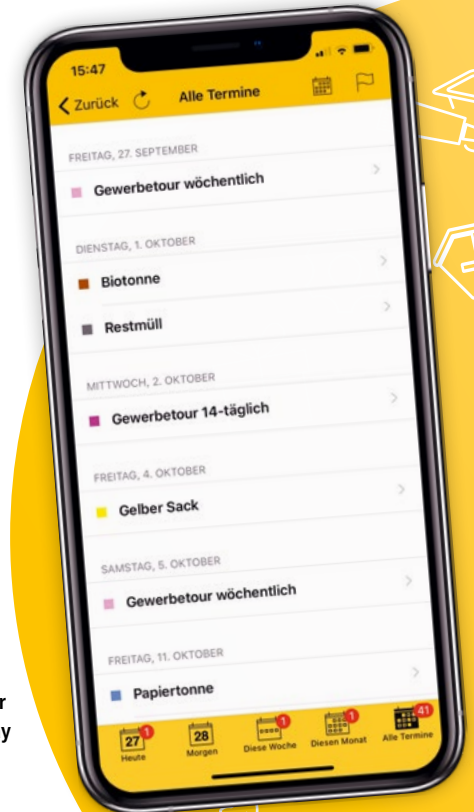 15:47
Zurück Alle Termine
FREITAG, 27. SEPTEMBER
Gewerbetour wöchentlich
DIENSTAG, 1. OKTOBER
Biotonne
Restmüll
MITTWOCH, 2. OKTOBER
Gewerbetour 14-täglich
FREITAG, 4. OKTOBER
Gelber Sack
SAMSTAG, 5. OKTOBER
Gewerbetour wöchentlich
FREITAG, 11. OKTOBER
Papiertonne
r
y
27 1 28 1 1 41
Heute Morgen Diese Woche Diesen Monat Alle Termine